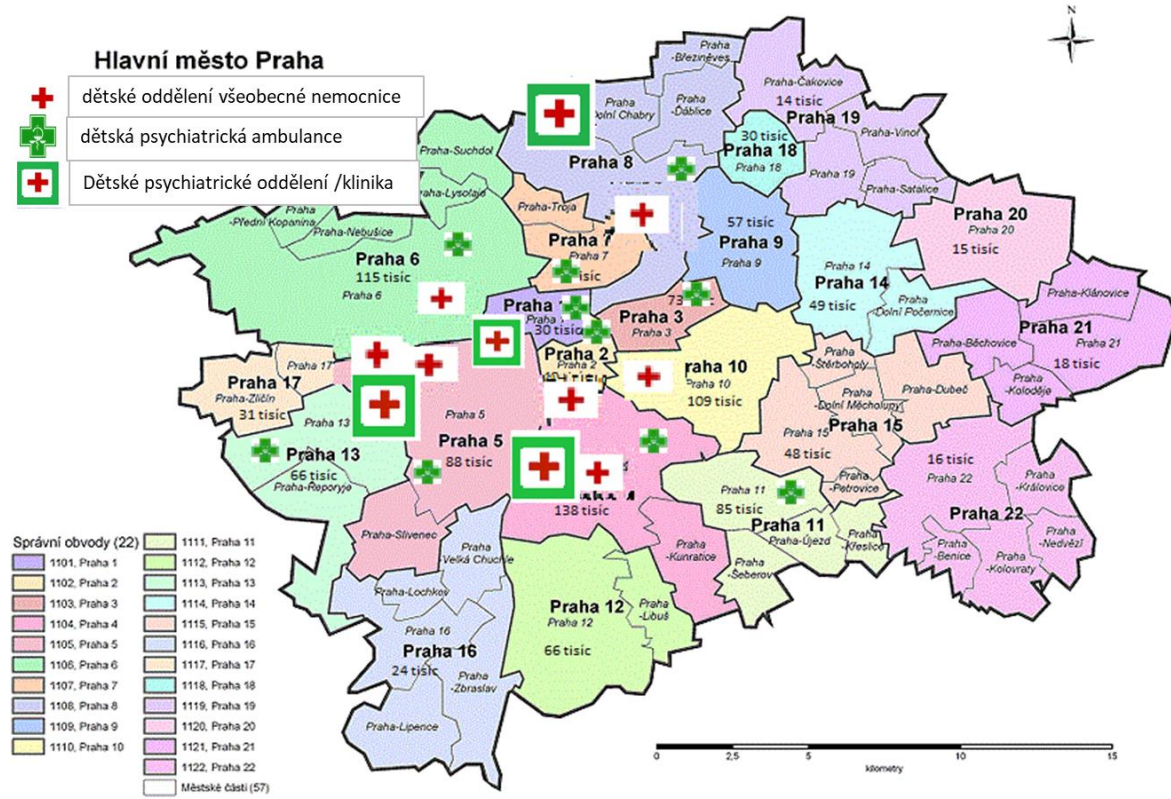 N
Hlavní město Praha
dětské oddělení všeobecné nemocnice
dětská psychiatrická ambulance
Dětské psychiatrické oddělení /klinika
Praha
-Březiněves
Praha
Dolní Chabry
Praha
-Ďáblice
Praha-Čakovice
14 tisíc
Praha 19
Praha-Vinoř
Praha 19
Praha-Satalice
30 tisíc
Praha 18
Praha 18
Praha 8
Praha-Suchdol
Praha-Lysolaje
Praha
-Přední Kopanina
Praha-Nebušice
Praha 6
115 tisíc
Praha 6
Praha-Troja
Praha 7
isíc
57 tisíc
Praha 9
Praha 9
Praha 20
Praha 20
15 tisíc
Praha 14
Praha 14
49 tisíc
Praha
Dolní Počernice
Praha-Klánovice
Praha 21
Praha 21
18 tisíc
Praha-Běchovice
Praha
-Koloděje
Praha
30 tisíc
73
Praha 3
Praha 3
Praha 2
Praha 2
raha 10
Praha 10
109 tisíc
Praha
-Štěrboholy
Praha-Dubeč
Praha
-Dolní Měcholupy
Praha 15
Praha 15
48 tisíc
Praha
-Petrovice
Praha 17
Praha 17
Praha-Zličín
31 tisíc
Praha 13
Praha 13
66 tisíc
Praha-Řeporyje
Praha 5
Praha 5
88 tisíc
Praha-Slivenec
138 tisíc
Praha
-Kunratice
Praha 11
85 tisíc
Praha 11
Praha-Újezd
Praha
-Křeslice
Praha
-Šeberov
16 tisíc
Praha 22
Praha 22
Praha
-Královice
Praha
-Nedvězí
Praha
-Benice
Praha
-Kolovraty
Praha 12
Praha 12
66 tisíc
Praha
-Libuš
Praha
Velká Chuchle
Praha-Lochkov
Praha 16
Praha 16
24 tisíc
Praha
-Zbraslav
Praha-Lipence
Správní obvody (22)
1101, Praha 1
1102, Praha 2
1103, Praha 3
1104, Praha 4
1105, Praha 5
1106, Praha 6
1107, Praha 7
1108, Praha 8
1109, Praha 9
1110, Praha 10
1111, Praha 11
1112, Praha 12
1113, Praha 13
1114, Praha 14
1115, Praha 15
1116, Praha 16
1117, Praha 17
1118, Praha 18
1119, Praha 19
1120, Praha 20
1121, Praha 21
1122, Praha 22
Městské části (57)
0 2,5 5 10 15
kilometry